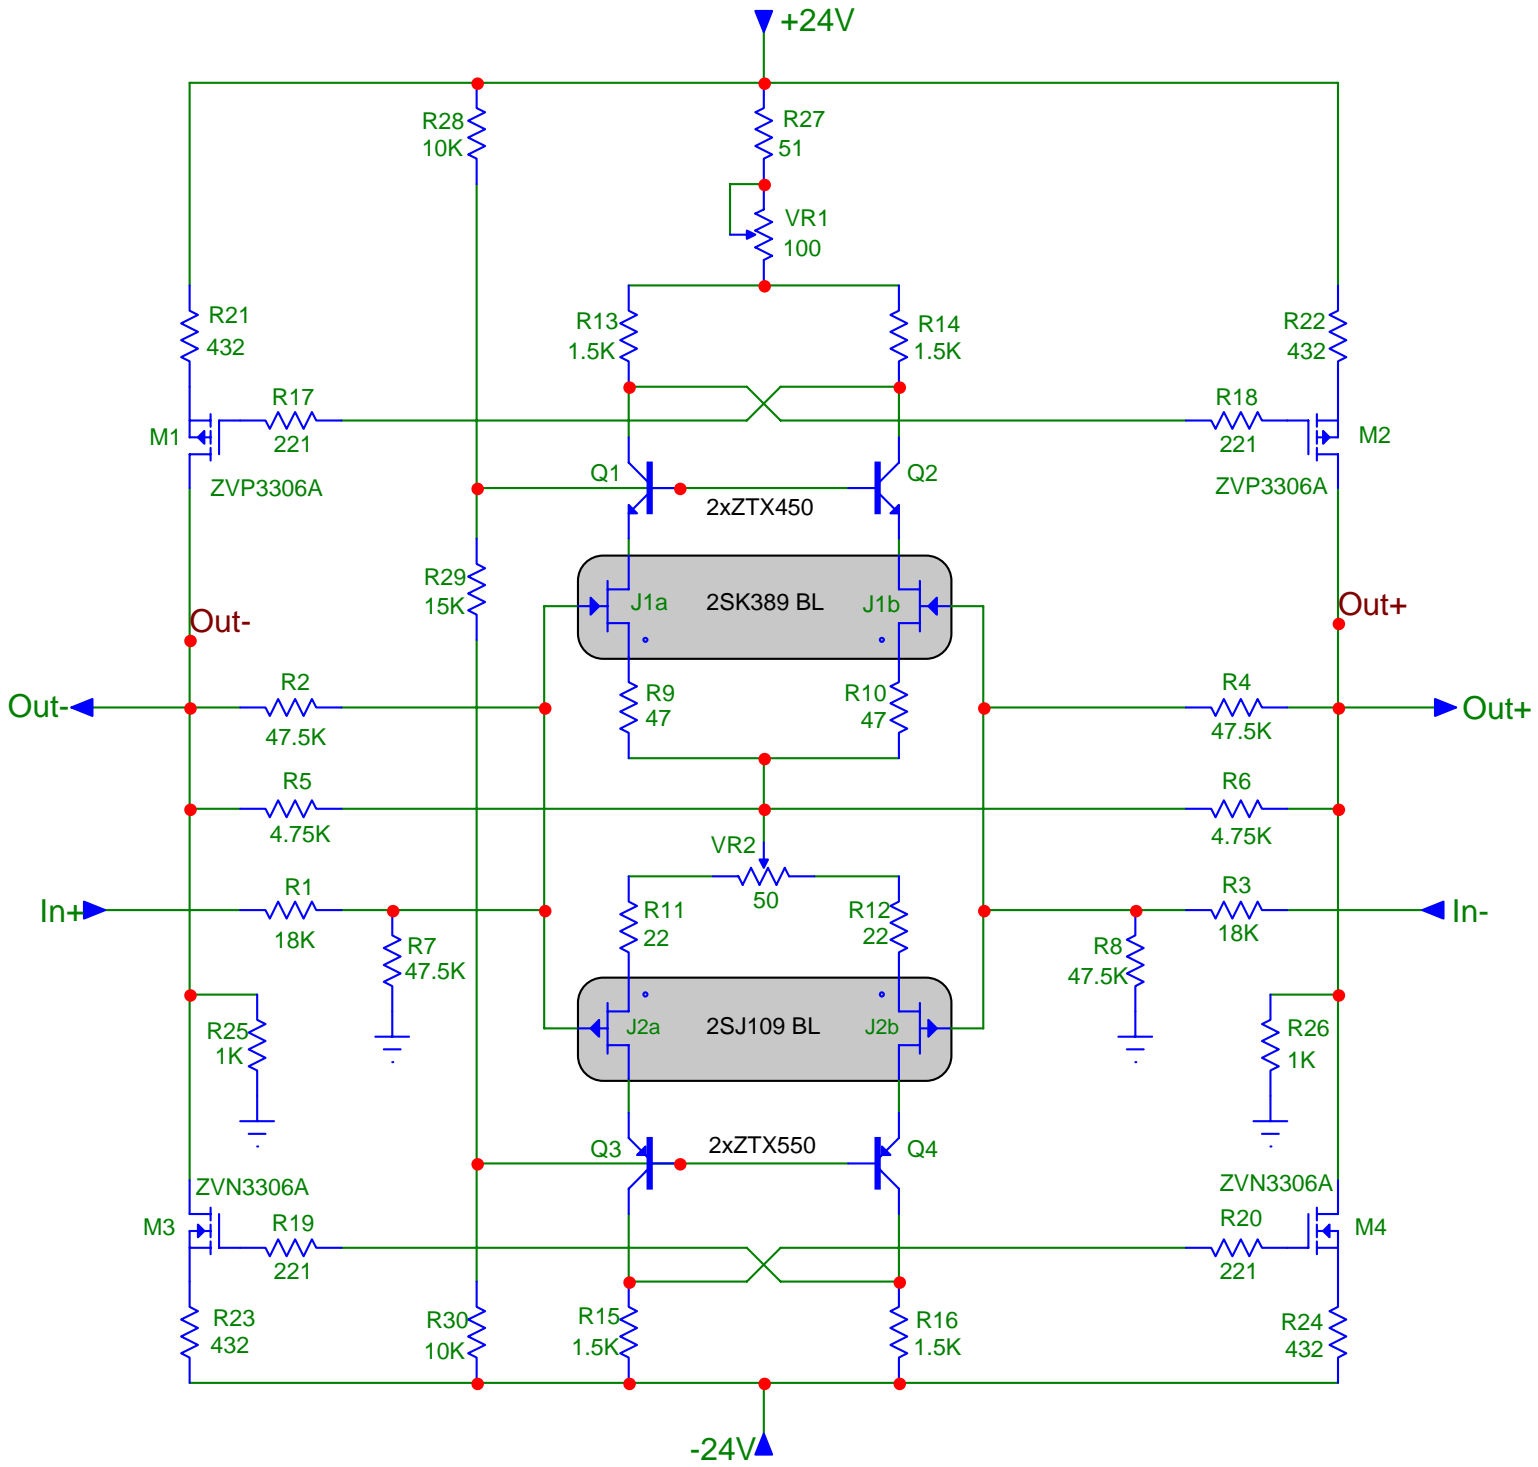 +24V
R28
10K
R27
51
VR1
100
R21
432
R13
1.5K
R14
1.5K
R22
432
R17
221
R18
221
M1
M2
ZVP3306A
ZVP3306A
Q1
Q2
2xZTX450
R29
15K
J1a
2SK389 BL
J1b
Out-
Out+
R2
47.5K
R9
47
R10
47
R4
47.5K
Out-
Out+
R5
4.75K
R6
4.75K
VR2
50
R1
18K
R3
18K
In+
In-
R11
22
R12
22
R7
47.5K
R8
47.5K
R25
1K
J2a
2SJ109 BL
J2b
R26
1K
Q3
2xZTX550
Q4
ZVN3306A
ZVN3306A
M3
M4
R19
221
R20
221
R23
432
R30
10K
R15
1.5K
R16
1.5K
R24
432
-24V